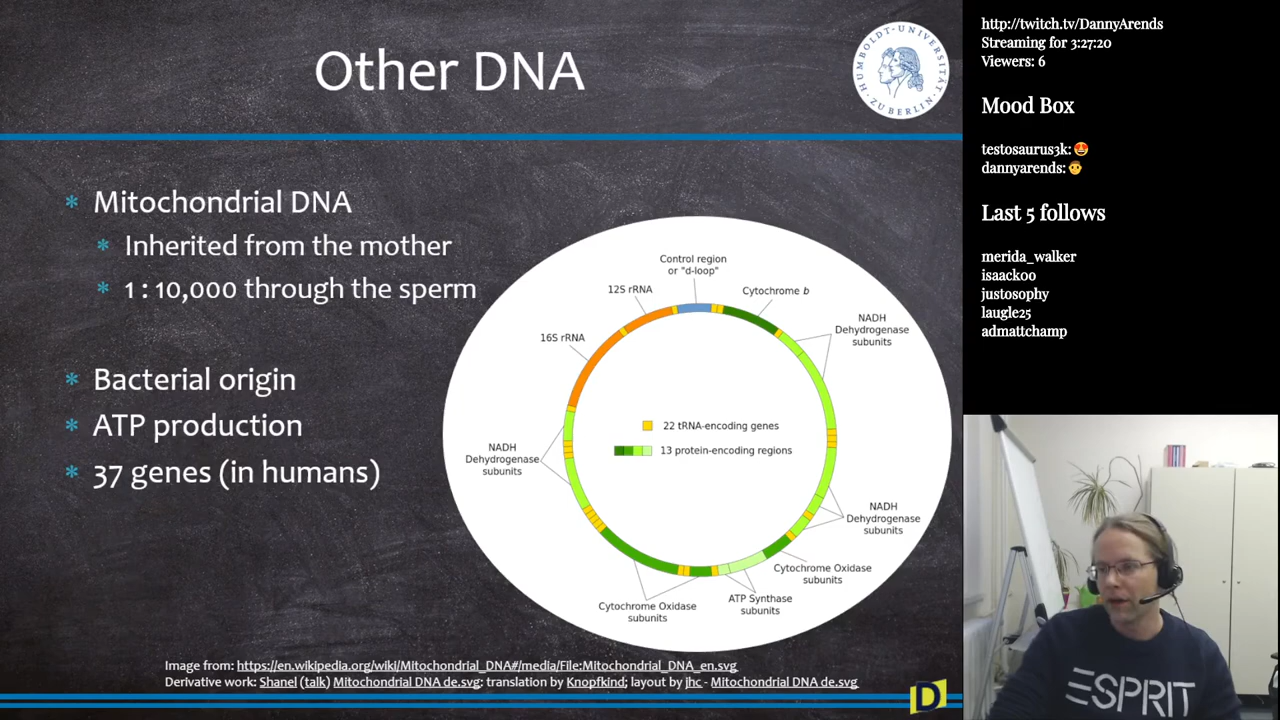 Other DNA
HUMBOLDT-UNIVERSITÄT
ZU BERLIN
* Mitochondrial DNA
* Inherited from the mother
* 1 : 10,000 through the sperm
* Bacterial origin
* ATP production
* 37 genes (in humans)
Control region
or "d-loop"
12S rRNA
Cytochrome b
NADH
Dehydrogenase
subunits
16S rRNA
22 tRNA-encoding genes
13 protein-encoding regions
NADH
Dehydrogenase
subunits
NADH
Dehydrogenase
subunits
Cytochrome Oxidase
subunits
ATP Synthase
subunits
Cytochrome Oxidase
subunits
Image from: https://en.wikipedia.org/wiki/Mitochondrial_DNA#/media/File:Mitochondrial_DNA_en.svg
Derivative work: Shanel (talk) Mitochondrial DNA de.svg; translation by Knopfkind; layout by jhc - Mitochondrial DNA de.svg
D
http://twitch.tv/DannyArends
Streaming for 3:27:20
Viewers: 6
Mood Box
testosaurus3k: 😍
dannyarends: 👨
Last 5 follows
merida_walker
isaackoo
justosophy
laugle25
admattchamp
ESPRIT